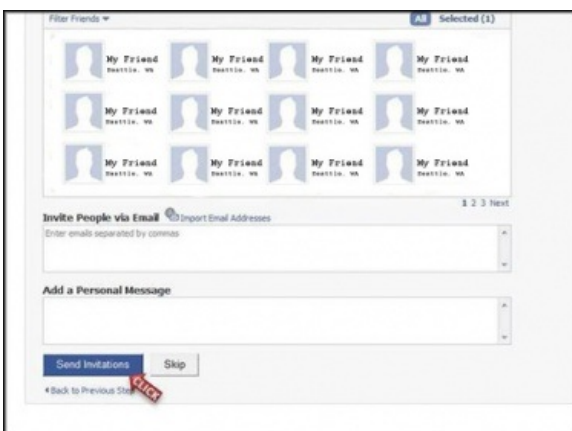 Filter Friends All Selected (1)
My Friend My Friend My Friend My Friend
Seattle, WA Seattle, WA Seattle, WA Seattle, WA
My Friend My Friend My Friend My Friend
Seattle, WA Seattle, WA Seattle, WA Seattle, WA
My Friend My Friend My Friend My Friend
Seattle, WA Seattle, WA Seattle, WA Seattle, WA
1 2 3 Next
Invite People via Email Import Email Addresses
Enter emails separated by commas
Add a Personal Message
Send Invitations Skip
CLICK
Back to Previous Step